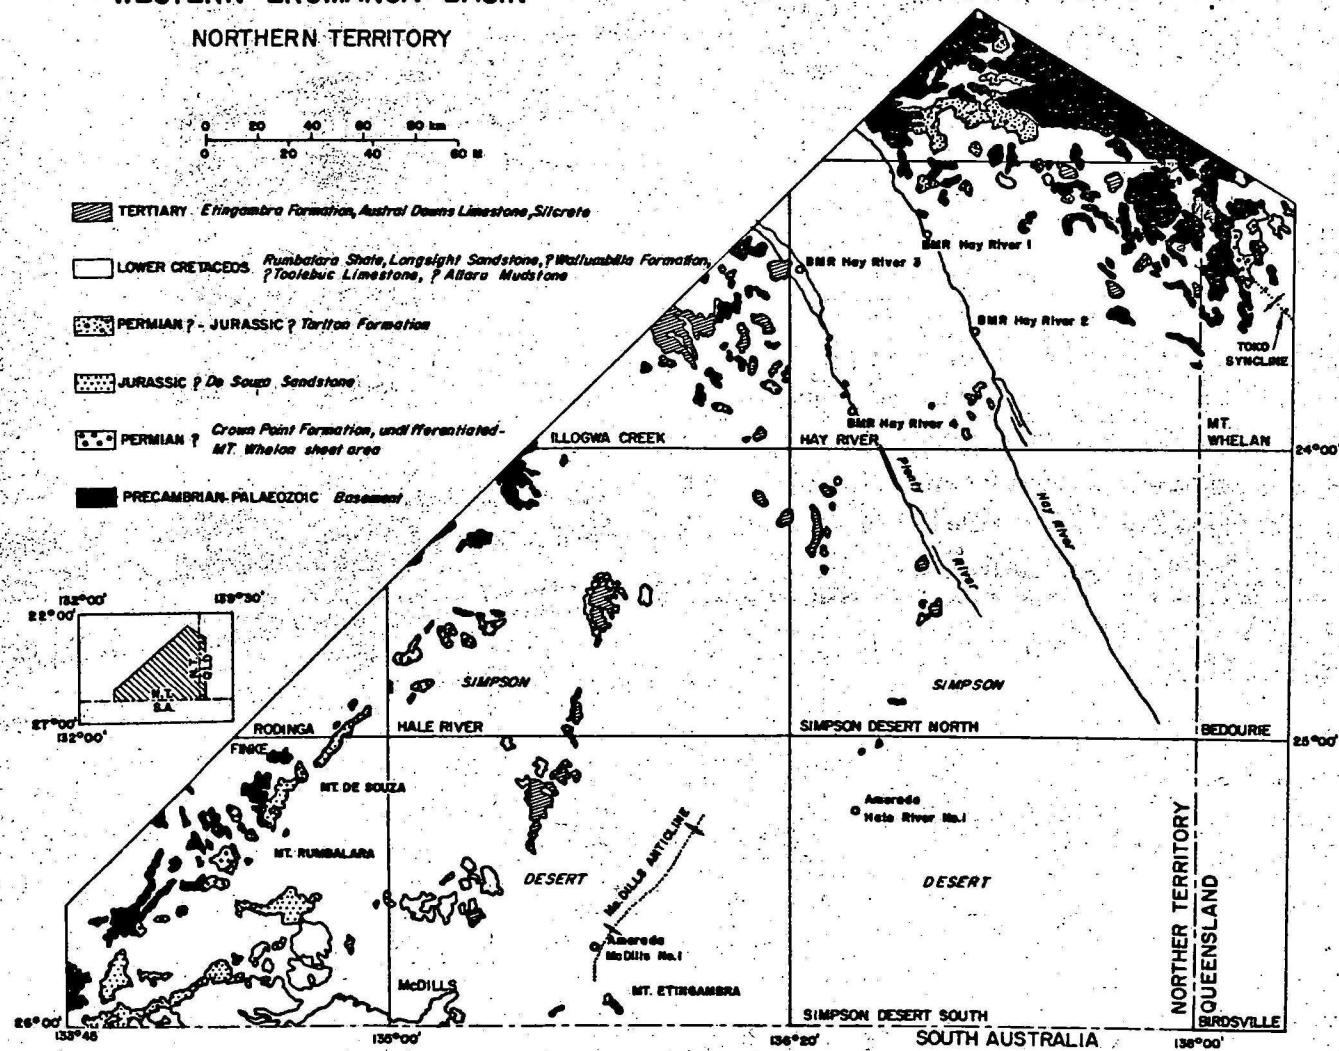 NORTHERN TERRITORY
0 20 40 60 80 km
0 20 40 60 M
TERTIARY Etingambra Formation, Austral Downs Limestone, Silcrete
LOWER CRETACEOS Rumbalara Shale, Longsight Sandstone, ? Wallumbilla Formation,
? Toolebuc Limestone, ? Allaru Mudstone
PERMIAN ? - JURASSIC ? Tarlton Formation
JURASSIC ? De Souza Sandstone
PERMIAN ? Crown Point Formation, undifferentiated-
MT. Whelan sheet area
PRECAMBRIAN-PALAEOZOIC Basement
132°00' 139°30'
22°00'
N.T.
QLD
N.T.
S.A.
27°00'
132°00'
BMR Hay River 1
BMR Hay River 3
BMR Hay River 2
TOKO
SYNCLINE
BMR Hay River 4
ILLOGWA CREEK
HAY RIVER
MT.
WHELAN
24°00'
Plenty
River
Hay River
SIMPSON
SIMPSON
RODINGA
HALE RIVER
SIMPSON DESERT NORTH
BEDOURIE
25°00'
FINKE
MT. DE SOUZA
Amerada
Hale River No.1
MT. RUMBALARA
DESERT
Mc.DILLS ANTICLINE
DESERT
Amerada
McDills No.1
McDILLS
MT. ETINGAMBRA
NORTHER TERRITORY
QUEENSLAND
SIMPSON DESERT SOUTH
BIRDSVILLE
26°00'
133°45'
135°00'
136°20'
SOUTH AUSTRALIA
138°00'